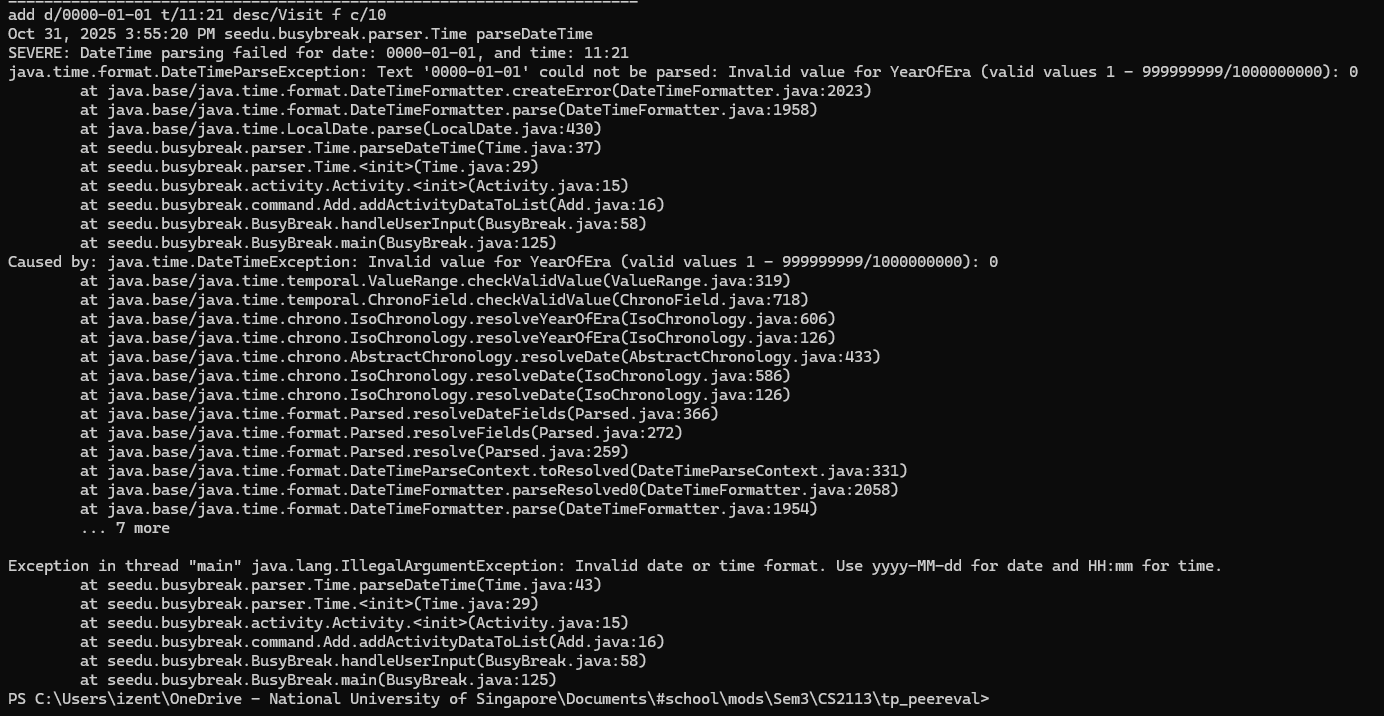 add d/0000-01-01 t/11:21 desc/Visit f c/10
Oct 31, 2025 3:55:20 PM seedu.busybreak.parser.Time parseDateTime
SEVERE: DateTime parsing failed for date: 0000-01-01, and time: 11:21
java.time.format.DateTimeParseException: Text '0000-01-01' could not be parsed: Invalid value for YearOfEra (valid values 1 - 999999999/1000000000): 0
        at java.base/java.time.format.DateTimeFormatter.createError(DateTimeFormatter.java:2023)
        at java.base/java.time.format.DateTimeFormatter.parse(DateTimeFormatter.java:1958)
        at java.base/java.time.LocalDate.parse(LocalDate.java:430)
        at seedu.busybreak.parser.Time.parseDateTime(Time.java:37)
        at seedu.busybreak.parser.Time.<init>(Time.java:29)
        at seedu.busybreak.activity.Activity.<init>(Activity.java:15)
        at seedu.busybreak.command.Add.addActivityDataToList(Add.java:16)
        at seedu.busybreak.BusyBreak.handleUserInput(BusyBreak.java:58)
        at seedu.busybreak.BusyBreak.main(BusyBreak.java:125)
Caused by: java.time.DateTimeException: Invalid value for YearOfEra (valid values 1 - 999999999/1000000000): 0
        at java.base/java.time.temporal.ValueRange.checkValidValue(ValueRange.java:319)
        at java.base/java.time.temporal.ChronoField.checkValidValue(ChronoField.java:718)
        at java.base/java.time.chrono.IsoChronology.resolveYearOfEra(IsoChronology.java:606)
        at java.base/java.time.chrono.IsoChronology.resolveYearOfEra(IsoChronology.java:126)
        at java.base/java.time.chrono.AbstractChronology.resolveDate(AbstractChronology.java:433)
        at java.base/java.time.chrono.IsoChronology.resolveDate(IsoChronology.java:586)
        at java.base/java.time.chrono.IsoChronology.resolveDate(IsoChronology.java:126)
        at java.base/java.time.format.Parsed.resolveDateFields(Parsed.java:366)
        at java.base/java.time.format.Parsed.resolveFields(Parsed.java:272)
        at java.base/java.time.format.Parsed.resolve(Parsed.java:259)
        at java.base/java.time.format.DateTimeParseContext.toResolved(DateTimeParseContext.java:331)
        at java.base/java.time.format.DateTimeFormatter.parseResolved0(DateTimeFormatter.java:2058)
        at java.base/java.time.format.DateTimeFormatter.parse(DateTimeFormatter.java:1954)
        ... 7 more

Exception in thread "main" java.lang.IllegalArgumentException: Invalid date or time format. Use yyyy-MM-dd for date and HH:mm for time.
        at seedu.busybreak.parser.Time.parseDateTime(Time.java:43)
        at seedu.busybreak.parser.Time.<init>(Time.java:29)
        at seedu.busybreak.activity.Activity.<init>(Activity.java:15)
        at seedu.busybreak.command.Add.addActivityDataToList(Add.java:16)
        at seedu.busybreak.BusyBreak.handleUserInput(BusyBreak.java:58)
        at seedu.busybreak.BusyBreak.main(BusyBreak.java:125)
PS C:\Users\izent\OneDrive - National University of Singapore\Documents\#school\mods\Sem3\CS2113\tp_peereval>